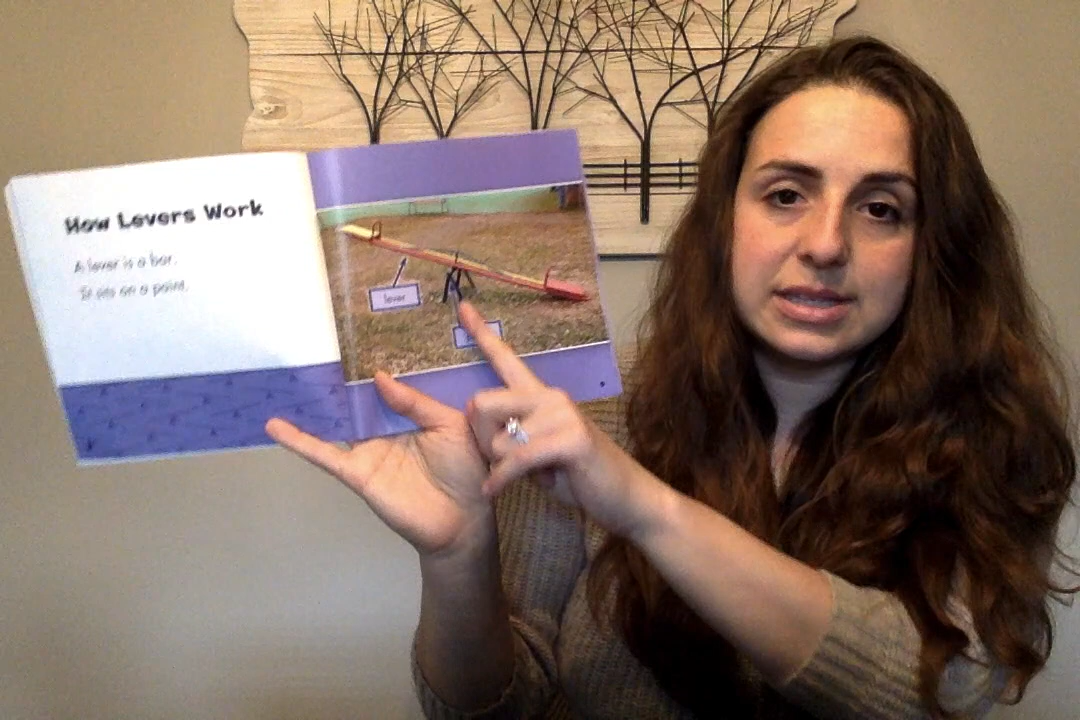 How Levers Work
A lever is a bar.
It sits on a point.
lever